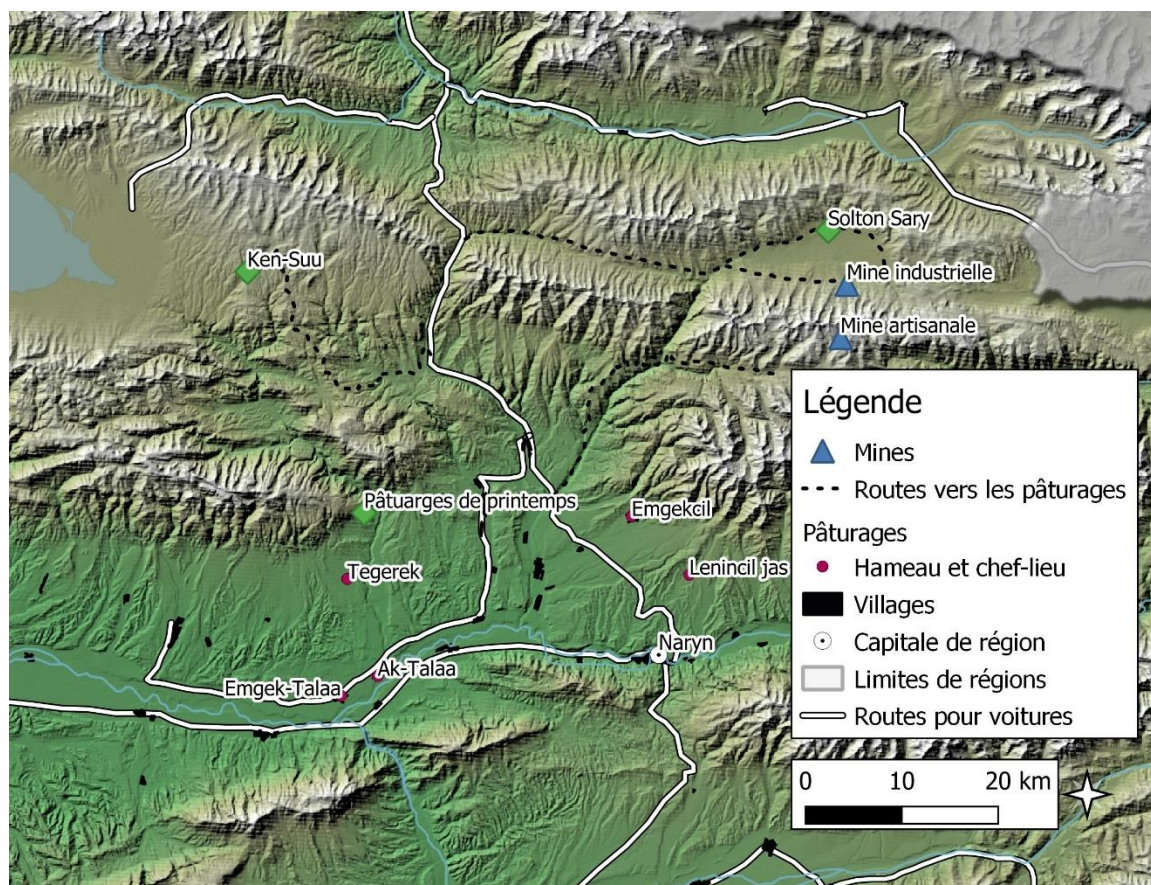 Solton Sary
Ken-Suu
Mine industrielle
Mine artisanale
Pâtuarges de printemps
Emgekcil
Tegerek
Lenincil jas
Naryn
Ak-Talaa
Emgek-Talaa
Légende
Mines
Routes vers les pâturages
Pâturages
Hameau et chef-lieu
Villages
Capitale de région
Limites de régions
Routes pour voitures
0 10 20 km